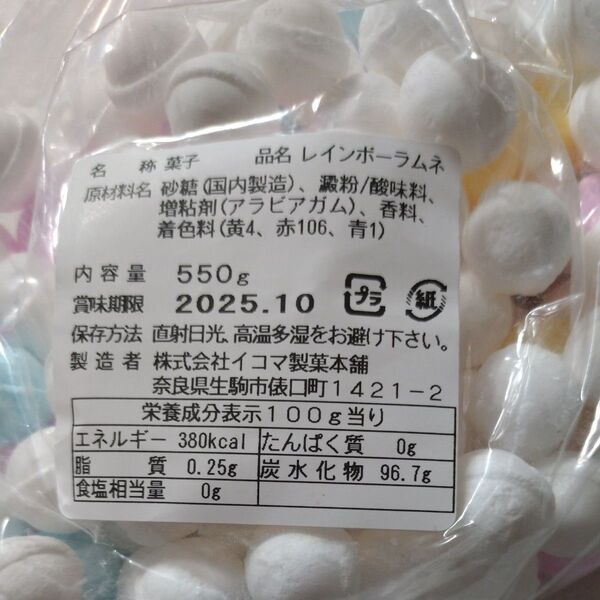 名 称 菓子 品名 レインボーラムネ
原材料名 砂糖(国内製造)、澱粉/酸味料、
増粘剤(アラビアガム)、香料、
着色料(黄4、赤106、青1)
内容量 550g
賞味期限 2025.10 プラ 紙
保存方法 直射日光､高温多湿をお避け下さい。
製造者 株式会社イコマ製菓本舗
奈良県生駒市俵口町1421-2
栄養成分表示100g当り
エネルギー 380kcal たんぱく質 0g
脂質 0.25g 炭水化物 96.7g
食塩相当量 0g